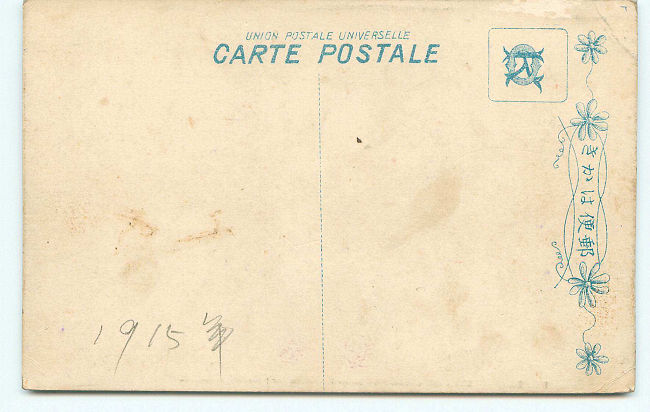 UNION POSTALE UNIVERSELLE
CARTE POSTALE
郵便はかき
1915年